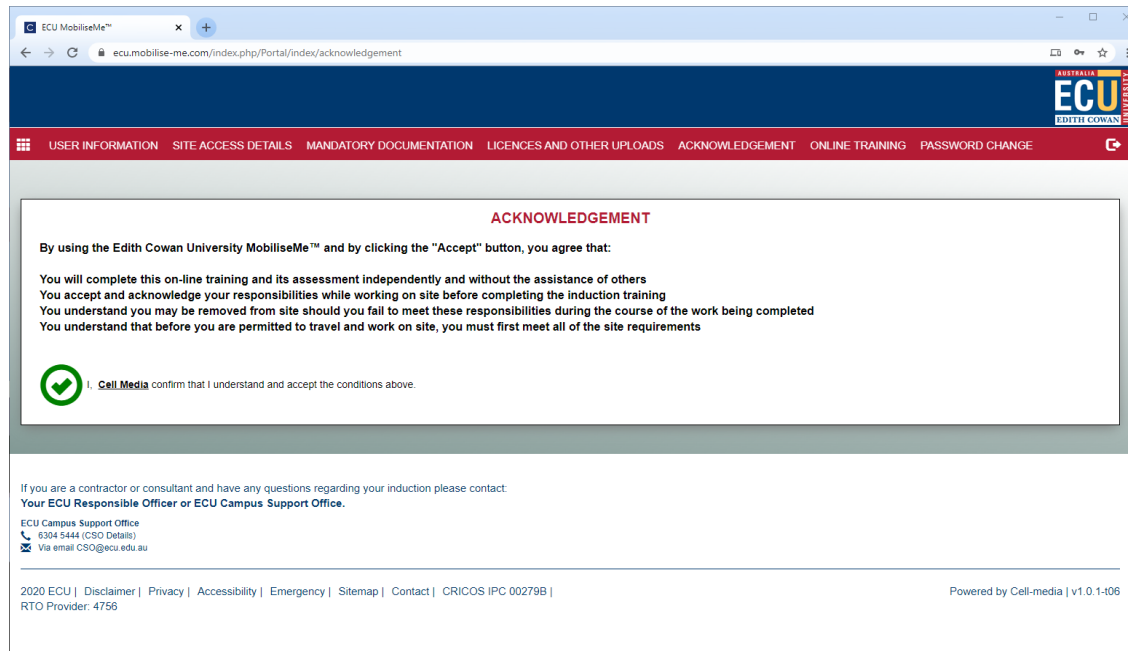 ECU MobiliseMe™
ecu.mobilise-me.com/index.php/Portal/index/acknowledgement
AUSTRALIA
ECU
EDITH COWAN
UNIVERSITY
USER INFORMATION SITE ACCESS DETAILS MANDATORY DOCUMENTATION LICENCES AND OTHER UPLOADS ACKNOWLEDGEMENT ONLINE TRAINING PASSWORD CHANGE
ACKNOWLEDGEMENT
By using the Edith Cowan University MobiliseMe™ and by clicking the "Accept" button, you agree that:
You will complete this on-line training and its assessment independently and without the assistance of others
You accept and acknowledge your responsibilities while working on site before completing the induction training
You understand you may be removed from site should you fail to meet these responsibilities during the course of the work being completed
You understand that before you are permitted to travel and work on site, you must first meet all of the site requirements
I, Cell Media confirm that I understand and accept the conditions above.
If you are a contractor or consultant and have any questions regarding your induction please contact:
Your ECU Responsible Officer or ECU Campus Support Office.
ECU Campus Support Office
6304 5444 (CSO Details)
Via email CSO@ecu.edu.au
2020 ECU | Disclaimer | Privacy | Accessibility | Emergency | Sitemap | Contact | CRICOS IPC 00279B |
RTO Provider: 4756
Powered by Cell-media | v1.0.1-t06